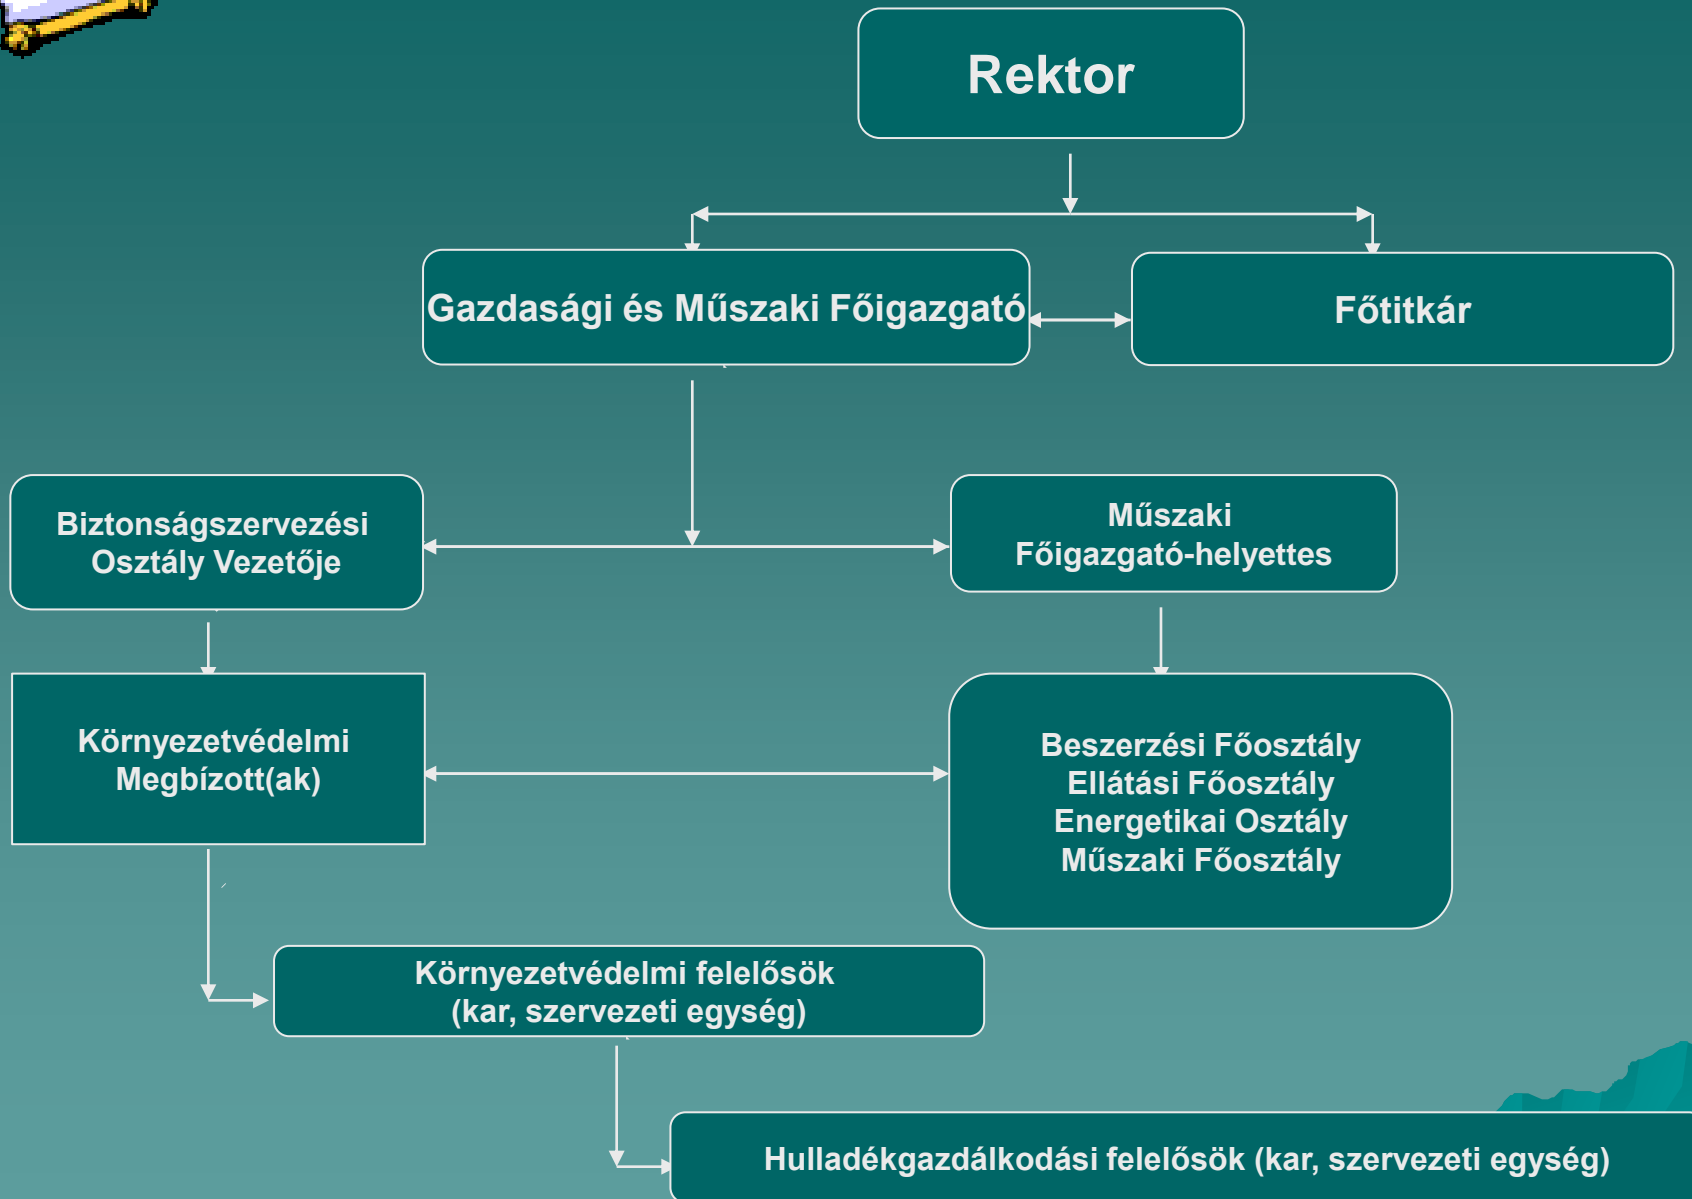 Rektor
Gazdasági és Műszaki Főigazgató
Főtitkár
Biztonságszervezési
Osztály Vezetője
Műszaki
Főigazgató-helyettes
Környezetvédelmi
Megbízott(ak)
Beszerzési Főosztály
Ellátási Főosztály
Energetikai Osztály
Műszaki Főosztály
Környezetvédelmi felelősök
(kar, szervezeti egység)
Hulladékgazdálkodási felelősök (kar, szervezeti egység)